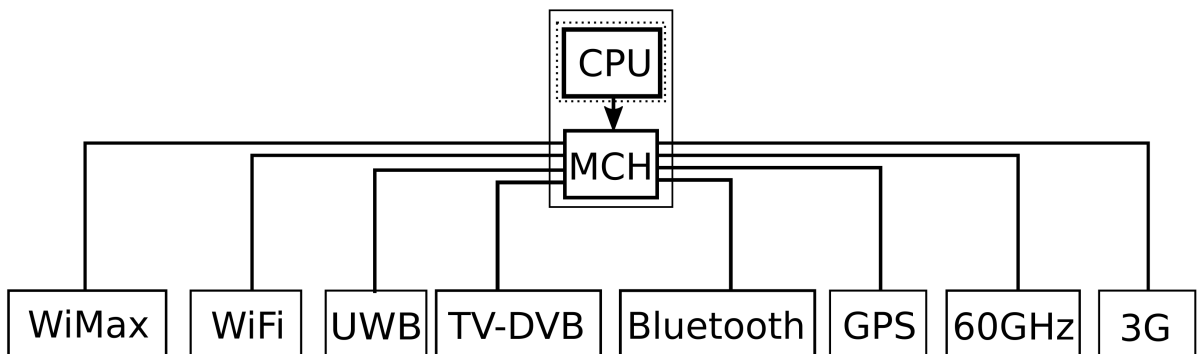 CPU
MCH
WiMax
WiFi
UWB
TV-DVB
Bluetooth
GPS
60GHz
3G